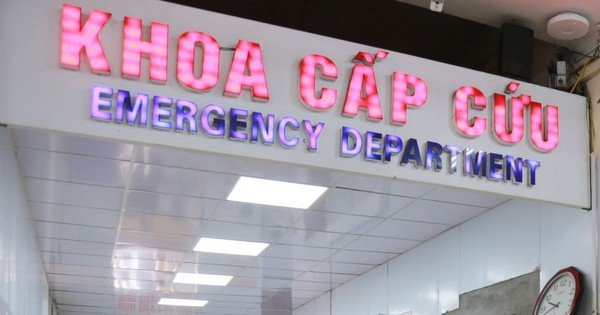 KHOA CẤP CỨU
EMERGENCY DEPARTMENT